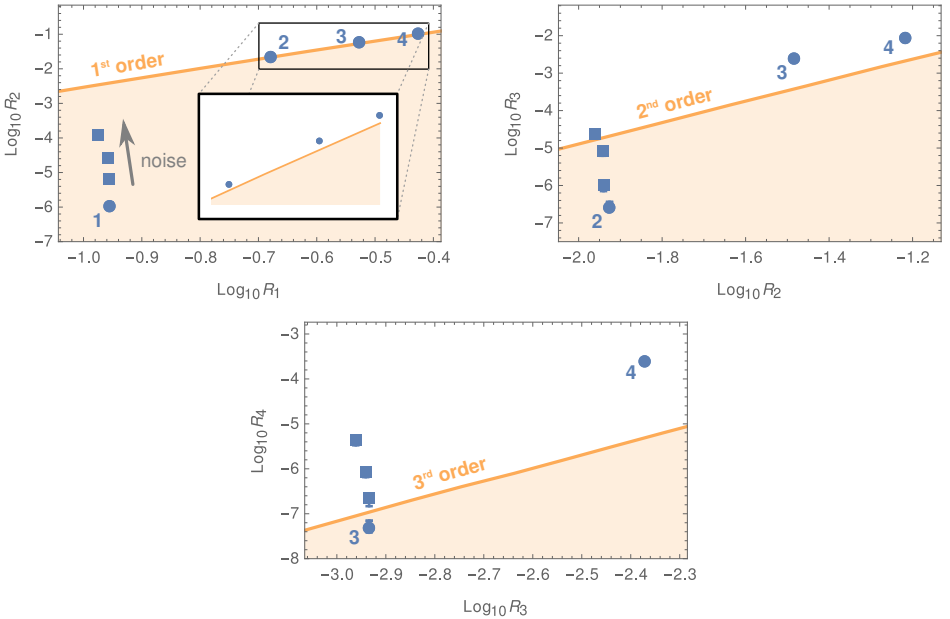 −1
−2
−3
−4
−5
−6
−7
Log10 R2
1st order
2
3
4
noise
1
−1.0 −0.9 −0.8 −0.7 −0.6 −0.5 −0.4
Log10 R1
−2
−3
−4
−5
−6
−7
Log10 R3
2nd order
3
4
2
−2.0 −1.8 −1.6 −1.4 −1.2
Log10 R2
−3
−4
−5
−6
−7
−8
Log10 R4
4
3rd order
3
−3.0 −2.9 −2.8 −2.7 −2.6 −2.5 −2.4 −2.3
Log10 R3